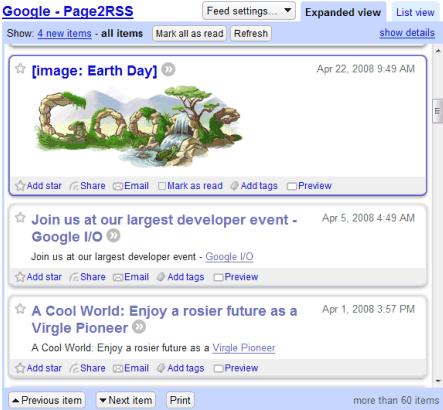 Google - Page2RSS
Feed settings...
Expanded view
List view
Show: 4 new items - all items
Mark all as read
Refresh
show details
[image: Earth Day]
Apr 22, 2008 9:49 AM
Google
Add star Share Email Mark as read Add tags Preview
Join us at our largest developer event -
Google I/O
Apr 5, 2008 4:49 AM
Join us at our largest developer event - Google I/O
Add star Share Email Add tags Preview
A Cool World: Enjoy a rosier future as a
Virgle Pioneer
Apr 1, 2008 3:57 PM
A Cool World: Enjoy a rosier future as a Virgle Pioneer
Add star Share Email Add tags Preview
Previous item
Next item
Print
more than 60 items